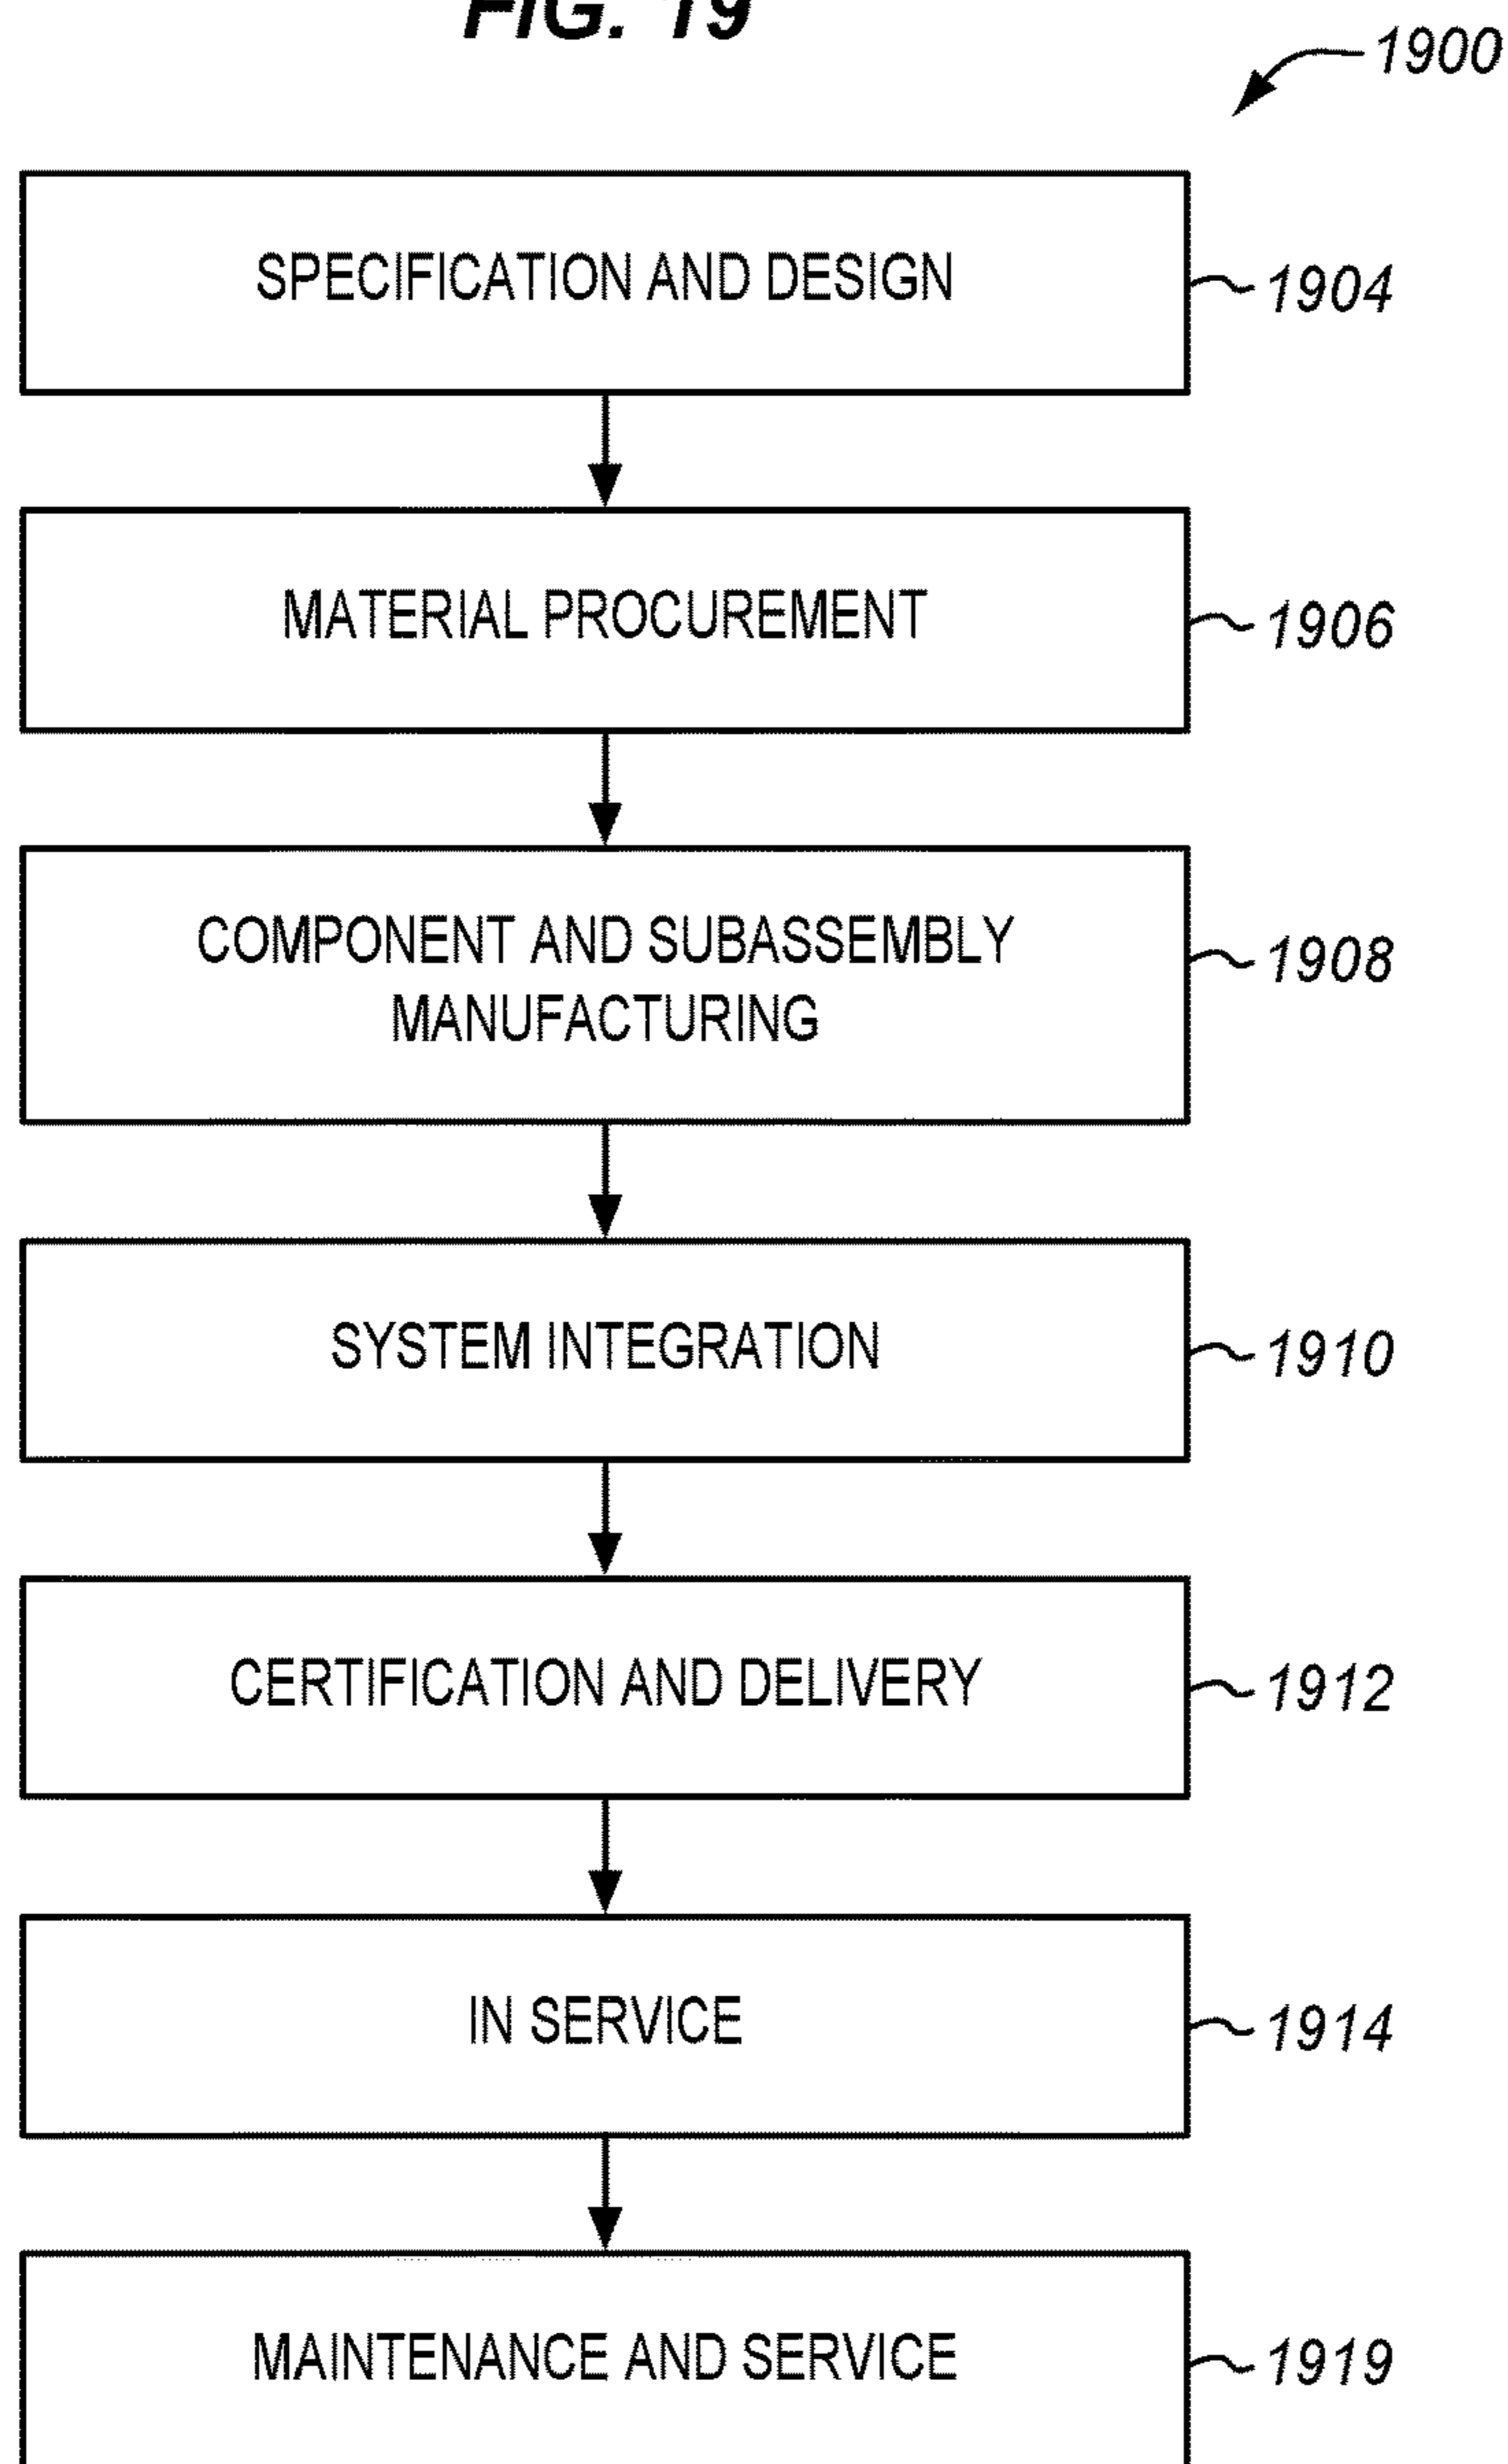 FIG. 19
1900
SPECIFICATION AND DESIGN
1904
MATERIAL PROCUREMENT
1906
COMPONENT AND SUBASSEMBLY
MANUFACTURING
1908
SYSTEM INTEGRATION
1910
CERTIFICATION AND DELIVERY
1912
IN SERVICE
1914
MAINTENANCE AND SERVICE
1919